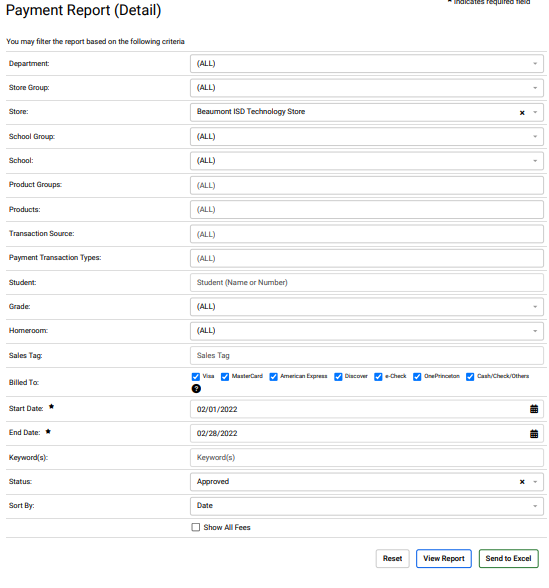 * Indicates required field
Payment Report (Detail)
You may filter the report based on the following criteria
Department: (ALL)
Store Group: (ALL)
Store: Beaumont ISD Technology Store ×
School Group: (ALL)
School: (ALL)
Product Groups: (ALL)
Products: (ALL)
Transaction Source: (ALL)
Payment Transaction Types: (ALL)
Student: Student (Name or Number)
Grade: (ALL)
Homeroom: (ALL)
Sales Tag: Sales Tag
Billed To: Visa MasterCard American Express Discover e-Check OnePrinceton Cash/Check/Others
?
Start Date: * 02/01/2022
End Date: * 02/28/2022
Keyword(s): Keyword(s)
Status: Approved ×
Sort By: Date
Show All Fees
Reset View Report Send to Excel